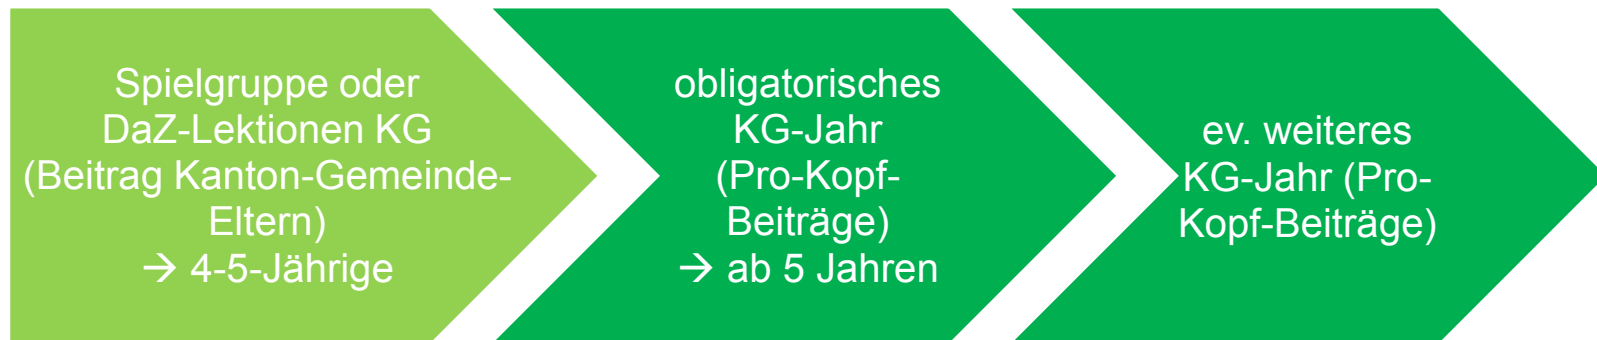 Spielgruppe oder
DaZ-Lektionen KG
(Beitrag Kanton-Gemeinde-
Eltern)
→ 4-5-Jährige
obligatorisches
KG-Jahr
(Pro-Kopf-
Beiträge)
→ ab 5 Jahren
ev. weiteres
KG-Jahr (Pro-
Kopf-Beiträge)